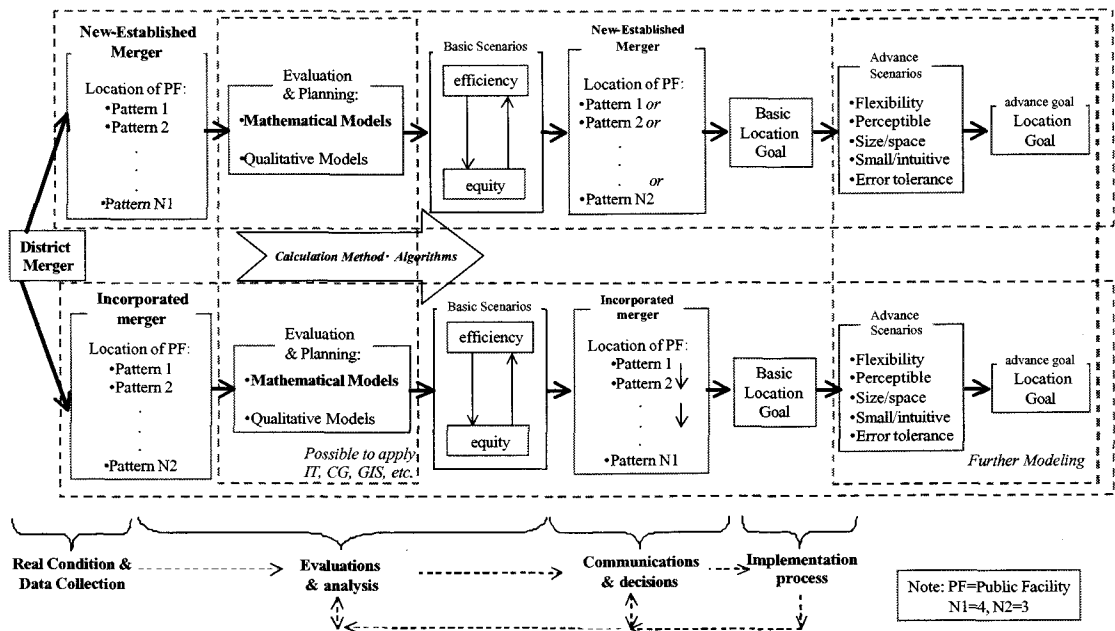 New-Established
Merger
Location of PF:
•Pattern 1
•Pattern 2
.
.
.
•Pattern N1
Evaluation
& Planning:
•Mathematical Models
•Qualitative Models
Basic Scenarios
efficiency
equity
New-Established
Merger
Location of PF:
•Pattern 1 or
•Pattern 2 or
.
.
. or
•Pattern N2
Basic
Location
Goal
Advance
Scenarios
•Flexibility
•Perceptible
•Size/space
•Small/intuitive
•Error tolerance
advance goal
Location
Goal
District
Merger
Calculation Method· Algorithms
Incorporated
merger
Location of PF:
•Pattern 1
•Pattern 2
.
.
.
•Pattern N2
Evaluation
& Planning:
•Mathematical Models
•Qualitative Models
Possible to apply
IT, CG, GIS, etc.
Basic Scenarios
efficiency
equity
Incorporated
merger
Location of PF:
•Pattern 1
•Pattern 2
.
.
.
•Pattern N1
Basic
Location
Goal
Advance
Scenarios
•Flexibility
•Perceptible
•Size/space
•Small/intuitive
•Error tolerance
advance goal
Location
Goal
Further Modeling
Real Condition &
Data Collection
Evaluations
& analysis
Communications
& decisions
Implementation
process
Note: PF=Public Facility
N1=4, N2=3